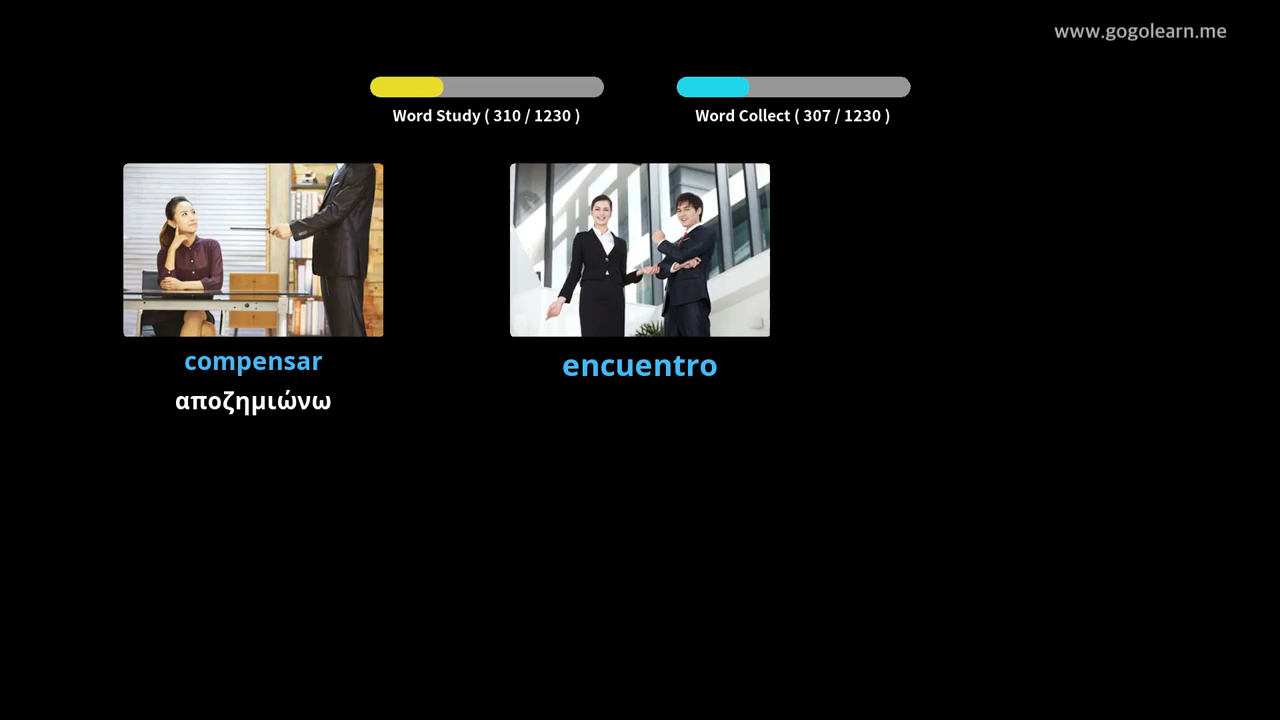 www.gogolearn.me
Word Study ( 310 / 1230 )
Word Collect ( 307 / 1230 )
compensar
αποζημιώνω
encuentro